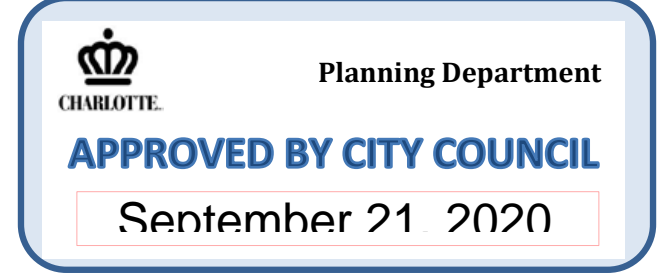 Planning Department
CHARLOTTE.
APPROVED BY CITY COUNCIL
September 21, 2020